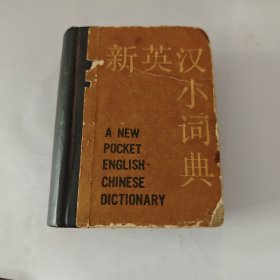 新英汉小词典
A NEW
POCKET
ENGLISH-
CHINESE
DICTIONARY